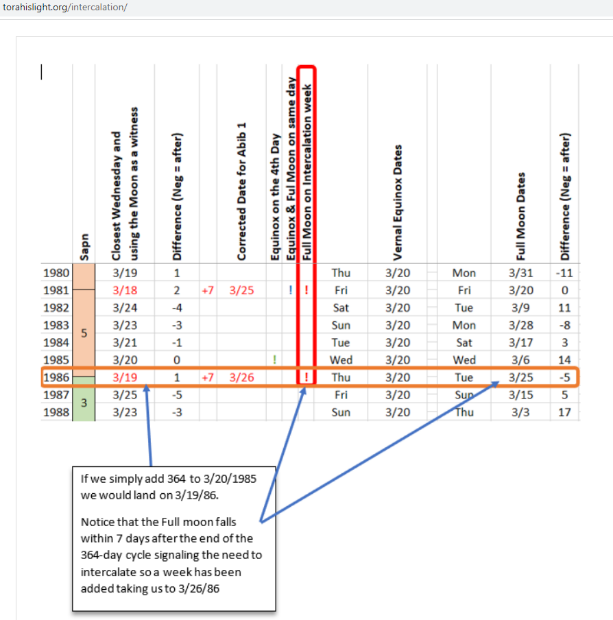 torahislight.org/intercalation/
Sapn
Closest Wednesday and
using the Moon as a witness
Difference (Neg = after)
Corrected Date for Abib 1
Equinox on the 4th Day
Equinox & Ful Moon on same day
Full Moon on Intercalation week
Vernal Equinox Dates
Full Moon Dates
Difference (Neg = after)
1980 3/19 1 Thu 3/20 Mon 3/31 -11
1981 3/18 2 +7 3/25 ! ! Fri 3/20 Fri 3/20 0
1982 3/24 -4 Sat 3/20 Tue 3/9 11
1983 3/23 -3 Sun 3/20 Mon 3/28 -8
5
1984 3/21 -1 Tue 3/20 Sat 3/17 3
1985 3/20 0 ! Wed 3/20 Wed 3/6 14
1986 3/19 1 +7 3/26 ! Thu 3/20 Tue 3/25 -5
1987 3/25 -5 Fri 3/20 Sun 3/15 5
3
1988 3/23 -3 Sun 3/20 Thu 3/3 17
If we simply add 364 to 3/20/1985
we would land on 3/19/86.
Notice that the Full moon falls
within 7 days after the end of the
364-day cycle signaling the need to
intercalate so a week has been
added taking us to 3/26/86